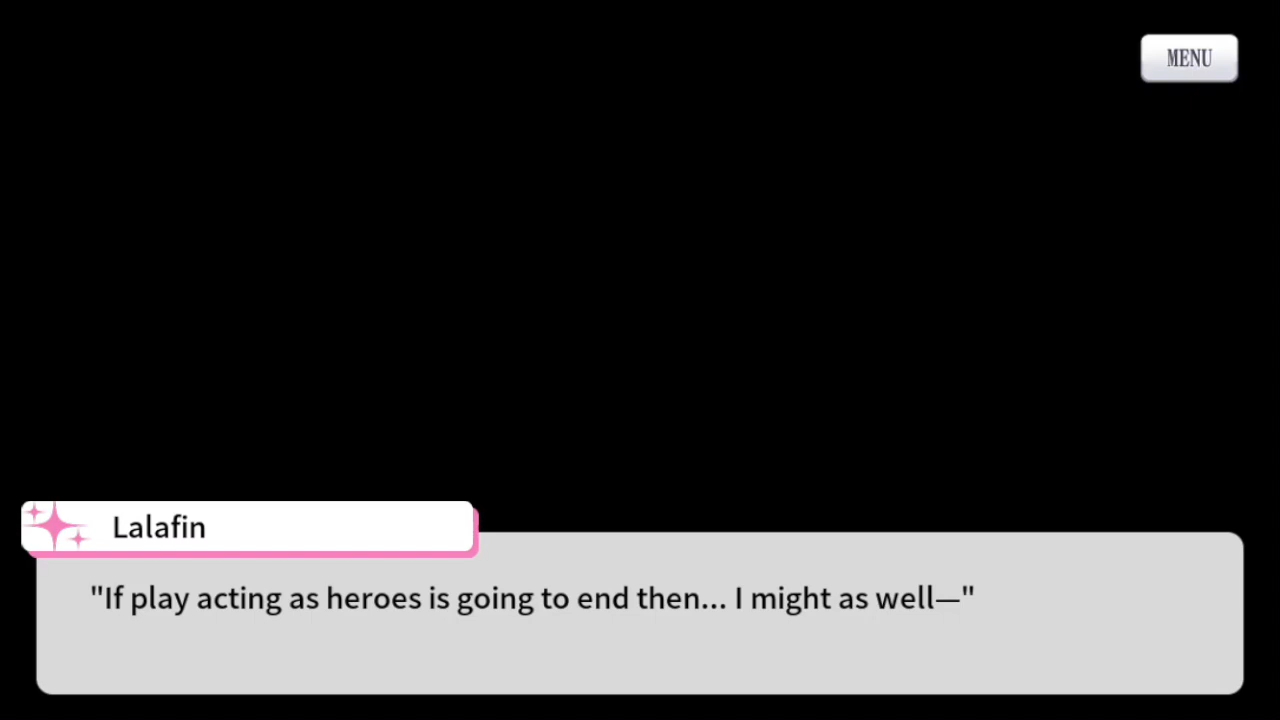 MENU
Lalafin
"If play acting as heroes is going to end then... I might as well—"